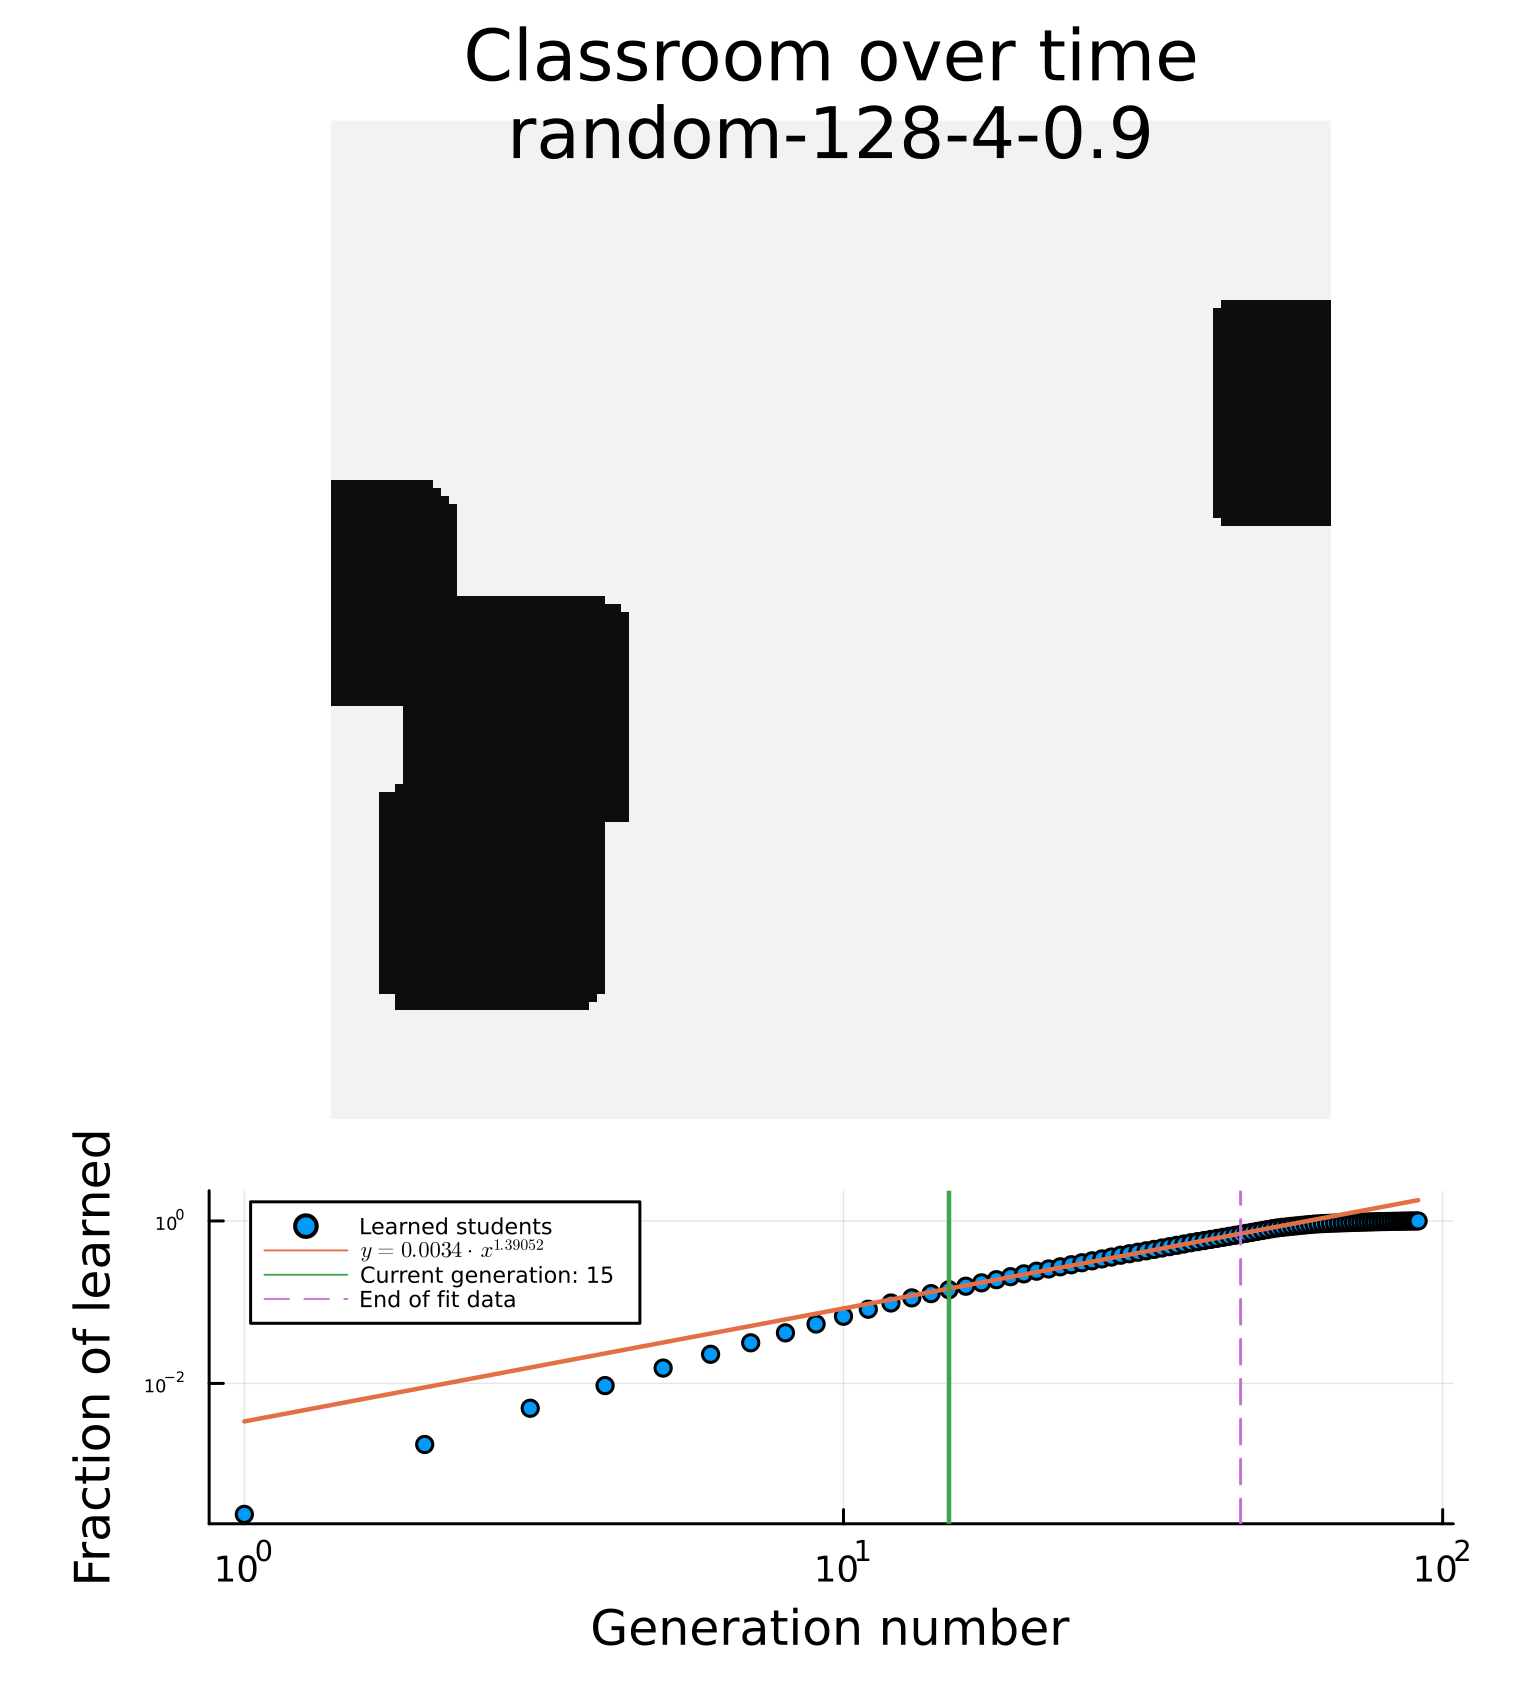 Classroom over time
random-128-4-0.9
Fraction of learned
10⁰
10⁻²
Learned students
y = 0.0034 · x^1.39052
Current generation: 15
End of fit data
10⁰ 10¹ 10²
Generation number